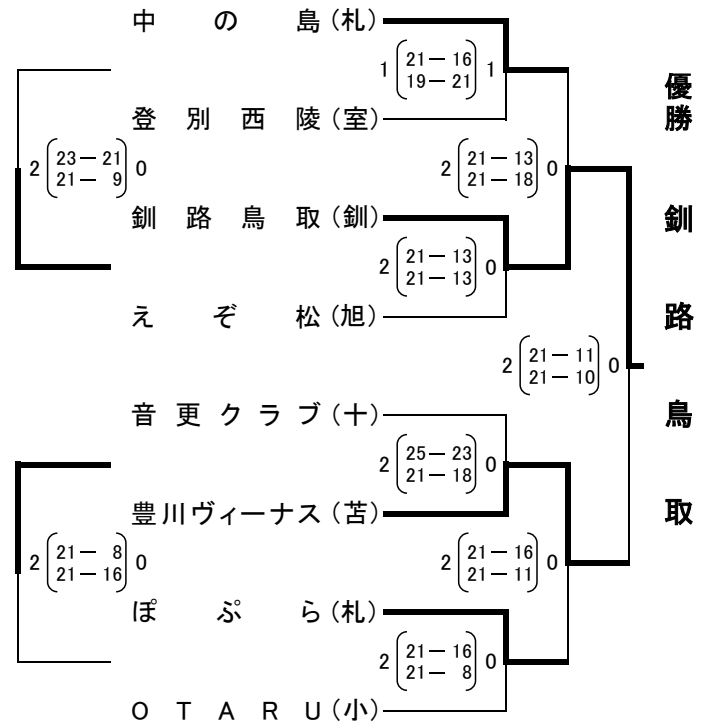 中の島(札)
1 21－16 1
19－21
登別西陵(室)
2 23－21 0
21－ 9
2 21－13 0
21－18
釧路鳥取(釧)
2 21－13 0
21－13
えぞ松(旭)
2 21－11 0
21－10
音更クラブ(十)
2 25－23 0
21－18
豊川ヴィーナス(苫)
2 21－ 8 0
21－16
2 21－16 0
21－11
ぽぷら(札)
2 21－16 0
21－ 8
OTARU(小)
優勝 釧路鳥取